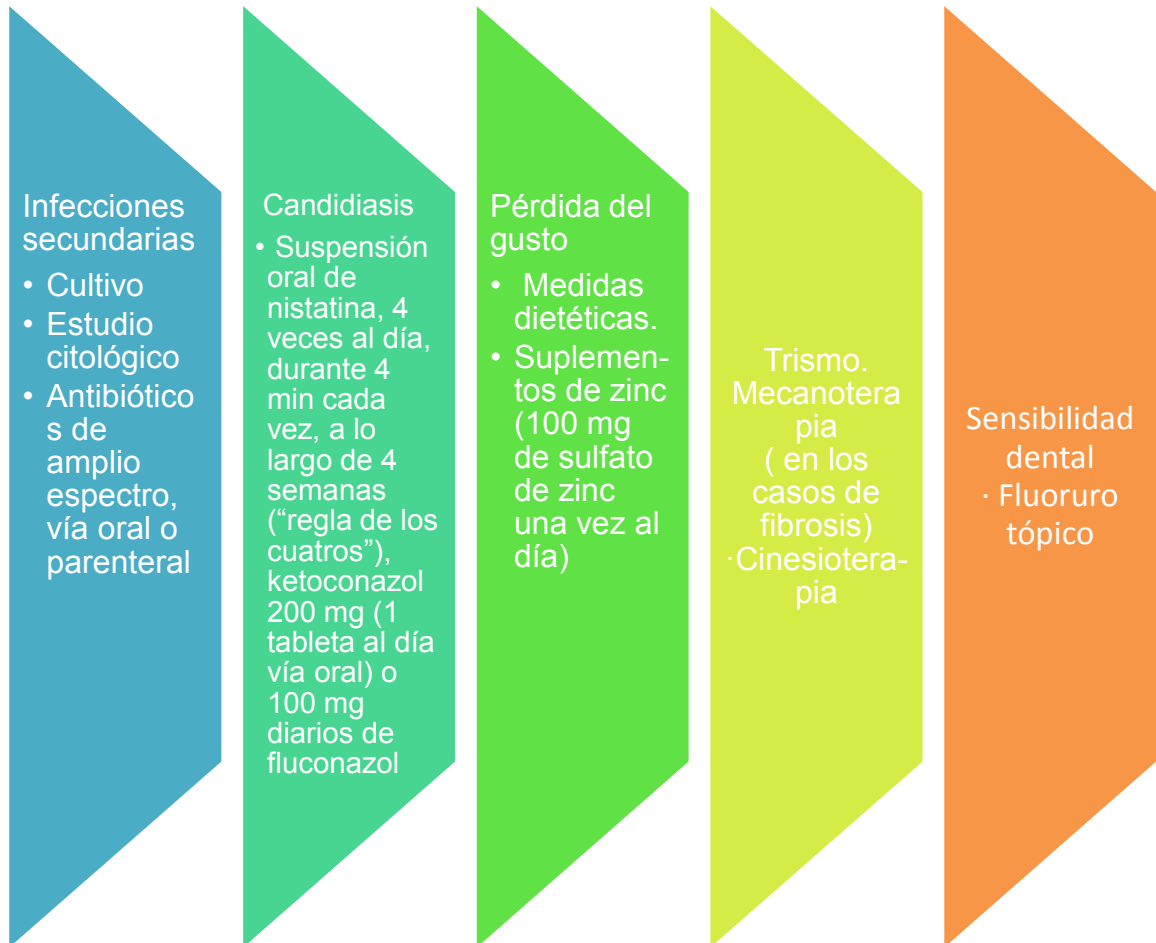 Infecciones
secundarias
• Cultivo
• Estudio
citológico
• Antibiótico
s de
amplio
espectro,
vía oral o
parenteral
Candidiasis
• Suspensión
oral de
nistatina, 4
veces al día,
durante 4
min cada
vez, a lo
largo de 4
semanas
(“regla de los
cuatros”),
ketoconazol
200 mg (1
tableta al día
vía oral) o
100 mg
diarios de
fluconazol
Pérdida del
gusto
• Medidas
dietéticas.
• Suplemen-
tos de zinc
(100 mg
de sulfato
de zinc
una vez al
día)
Trismo.
Mecanotera
pia
( en los
casos de
fibrosis)
·Cinesiotera-
pia
Sensibilidad
dental
· Fluoruro
tópico